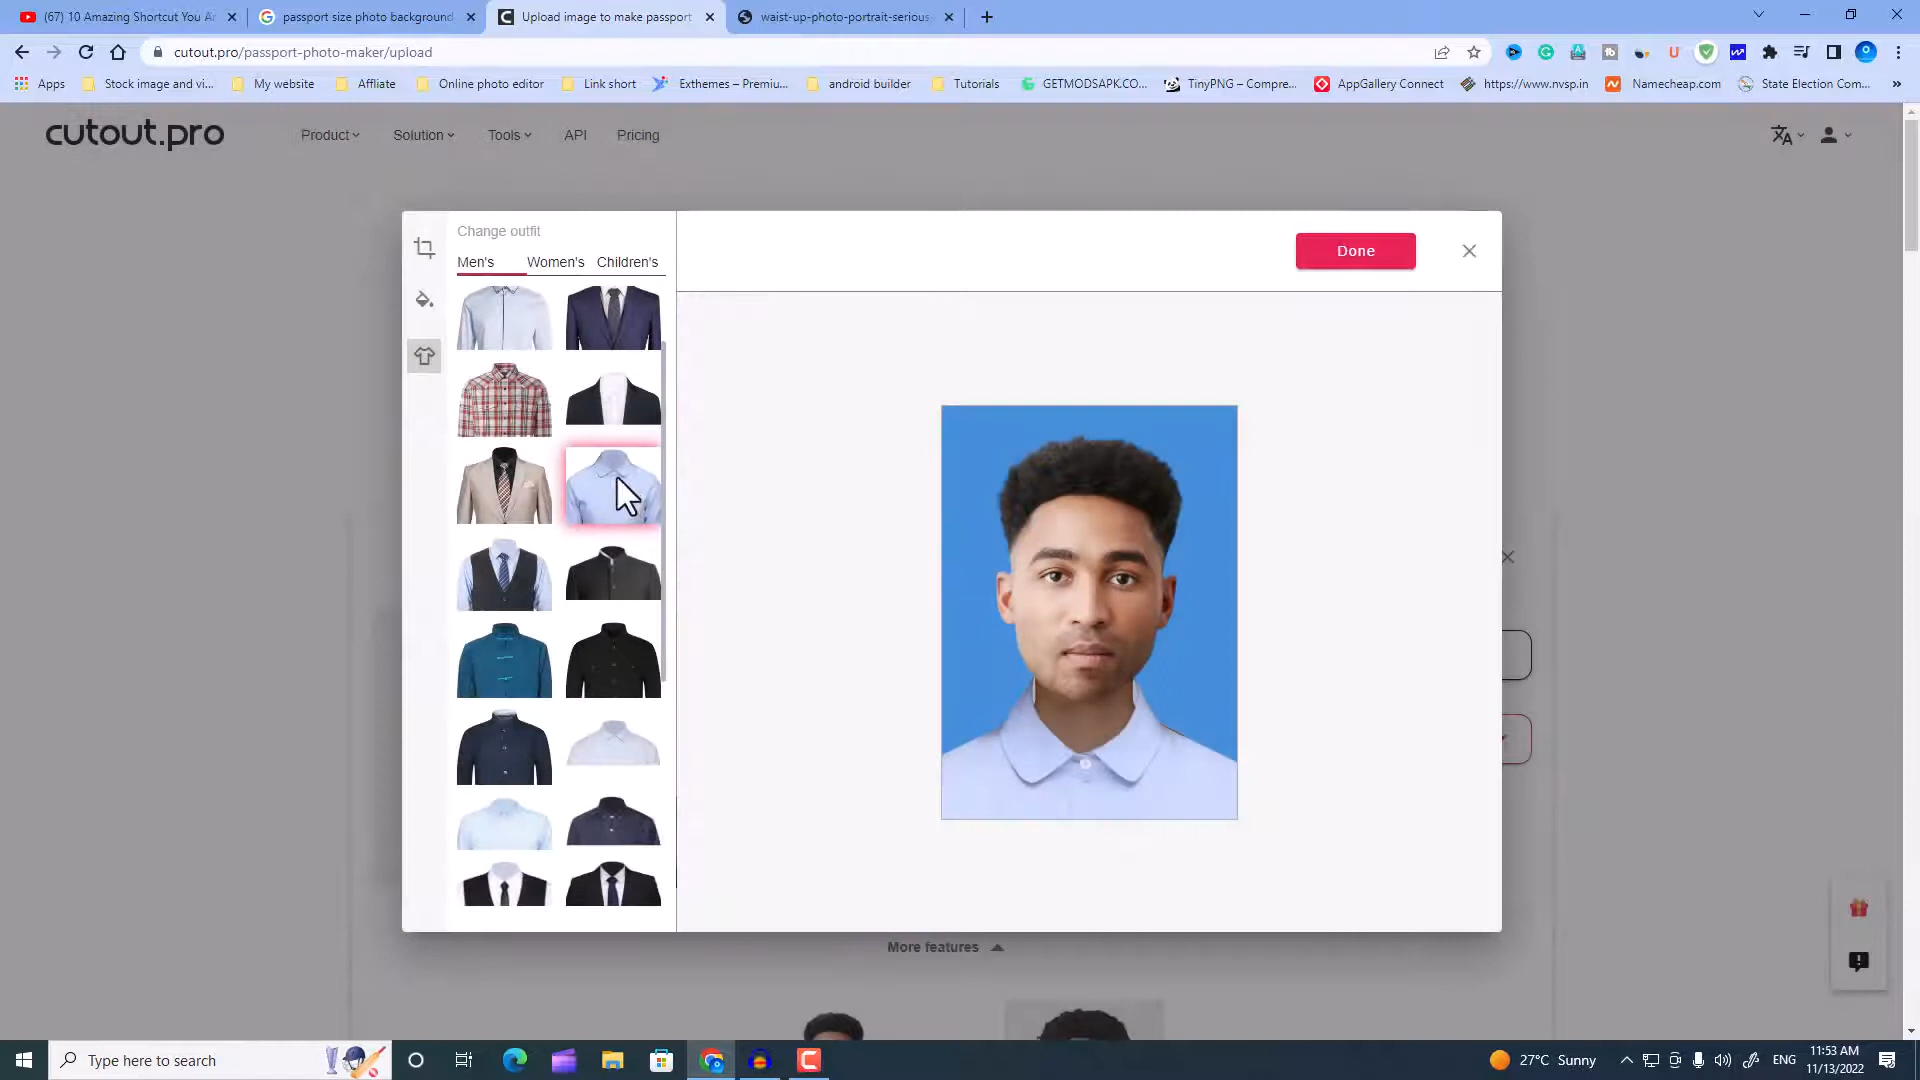 (67) 10 Amazing Shortcut You Ar
passport size photo background
Upload image to make passport
waist-up-photo-portrait-serious-
cutout.pro/passport-photo-maker/upload
Apps
Stock image and vi...
My website
Affliate
Online photo editor
Link short
Exthemes – Premiu...
android builder
Tutorials
GETMODSAPK.CO...
TinyPNG – Compre...
AppGallery Connect
https://www.nvsp.in
Namecheap.com
State Election Com...
»
cutout.pro
Product
Solution
Tools
API
Pricing
Change outfit
Men's
Women's
Children's
Done
More features
Type here to search
27°C Sunny
ENG
11:53 AM
11/13/2022